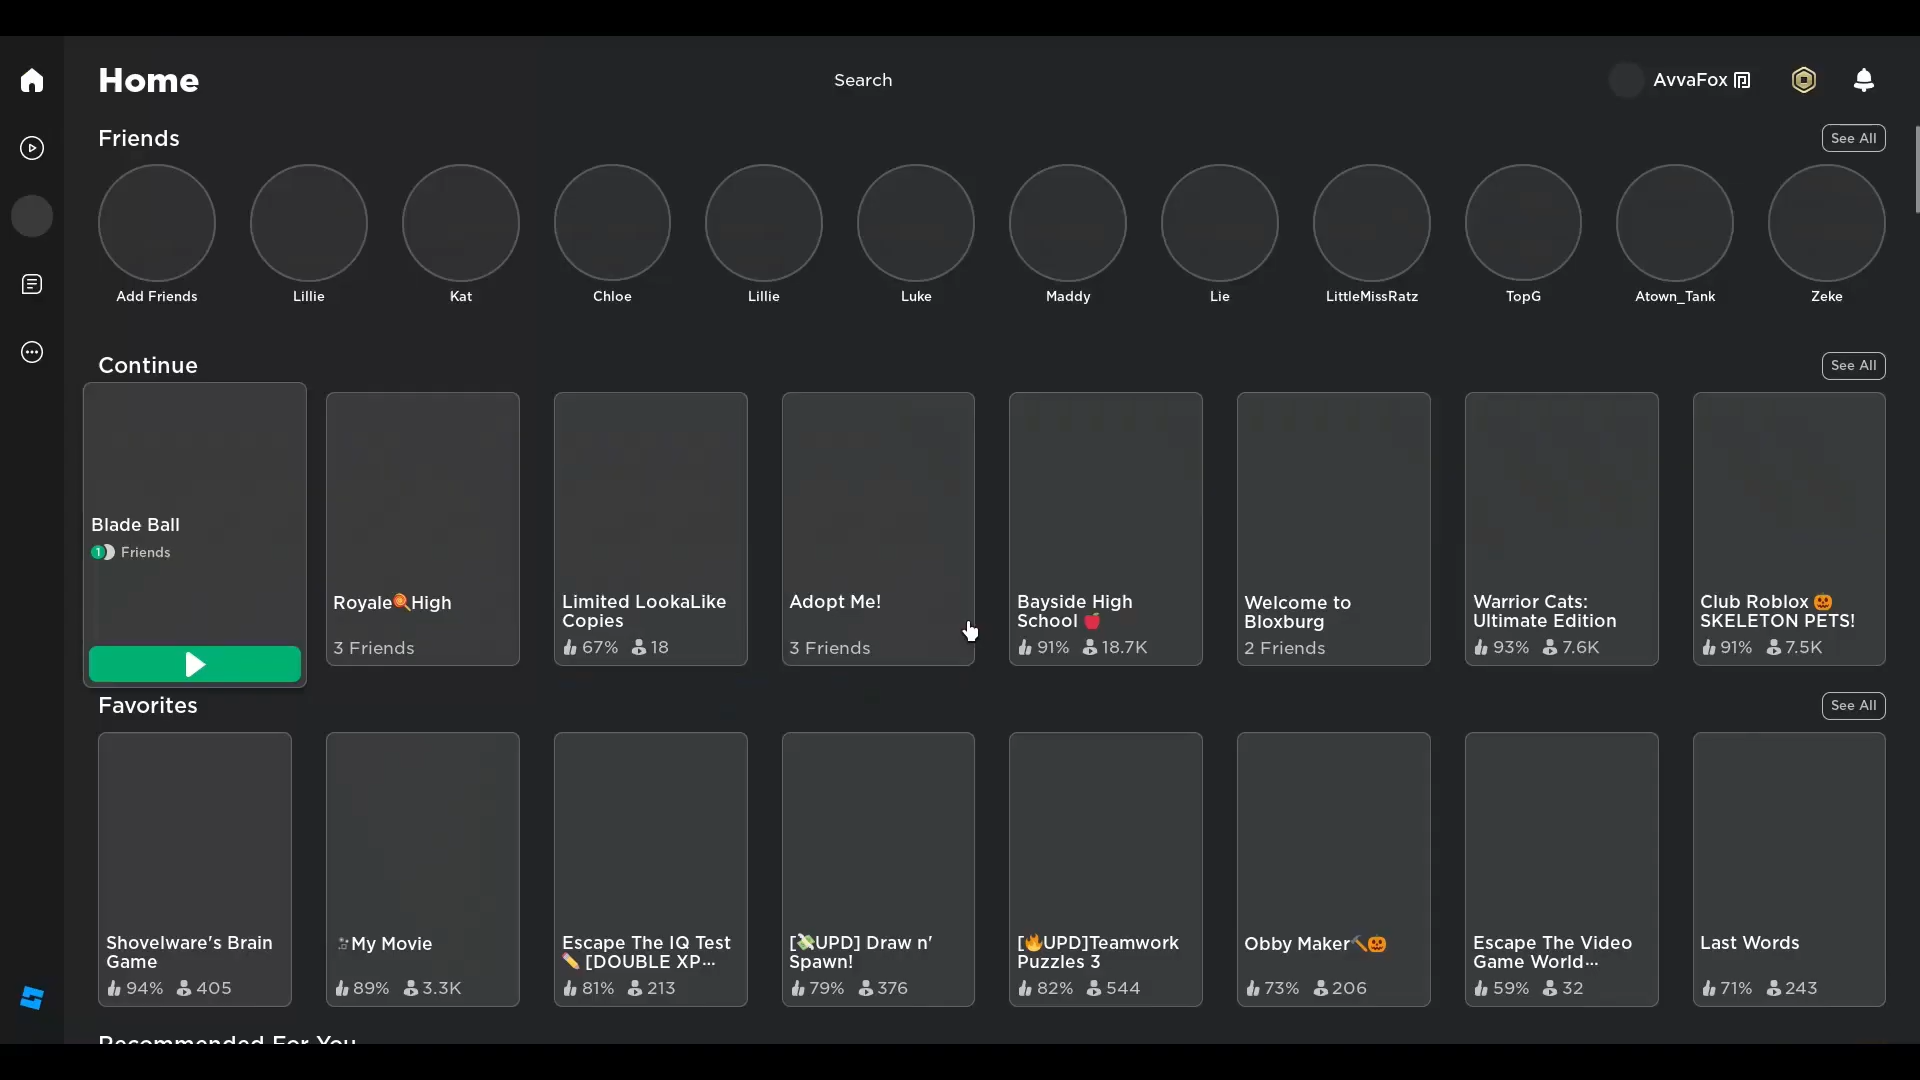 Home
Search
AvvaFox
Friends
See All
Add Friends
Lillie
Kat
Chloe
Lillie
Luke
Maddy
Lie
LittleMissRatz
TopG
Atown_Tank
Zeke
Continue
See All
Blade Ball
1 Friends
Royale🍭High
3 Friends
Limited LookaLike
Copies
67% 18
Adopt Me!
3 Friends
Bayside High
School 🍎
91% 18.7K
Welcome to
Bloxburg
2 Friends
Warrior Cats:
Ultimate Edition
93% 7.6K
Club Roblox 🎃
SKELETON PETS!
91% 7.5K
Favorites
See All
Shovelware's Brain
Game
94% 405
My Movie
89% 3.3K
Escape The IQ Test
✏️ [DOUBLE XP...
81% 213
[💸UPD] Draw n'
Spawn!
79% 376
[🔥UPD]Teamwork
Puzzles 3
82% 544
Obby Maker🔨🎃
73% 206
Escape The Video
Game World...
59% 32
Last Words
71% 243
Recommended For You